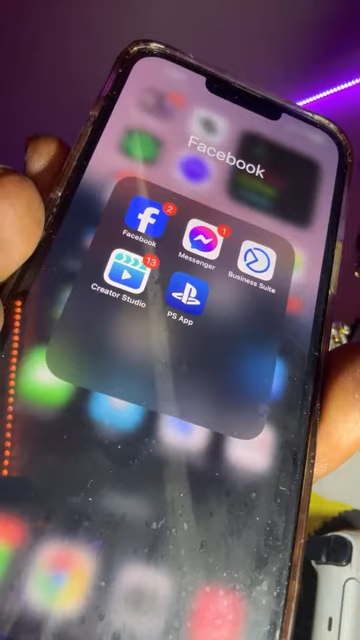 Facebook
2
1
Facebook
Messenger
Business Suite
13
Creator Studio
PS App